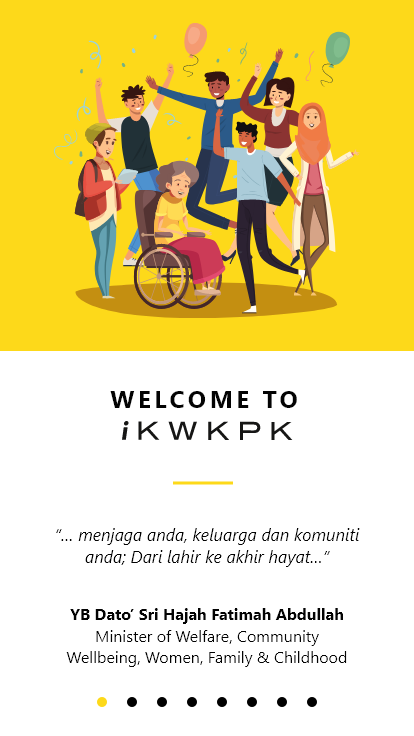 WELCOME TO
iKWKPK
“... menjaga anda, keluarga dan komuniti
anda; Dari lahir ke akhir hayat...”
YB Dato’ Sri Hajah Fatimah Abdullah
Minister of Welfare, Community
Wellbeing, Women, Family & Childhood